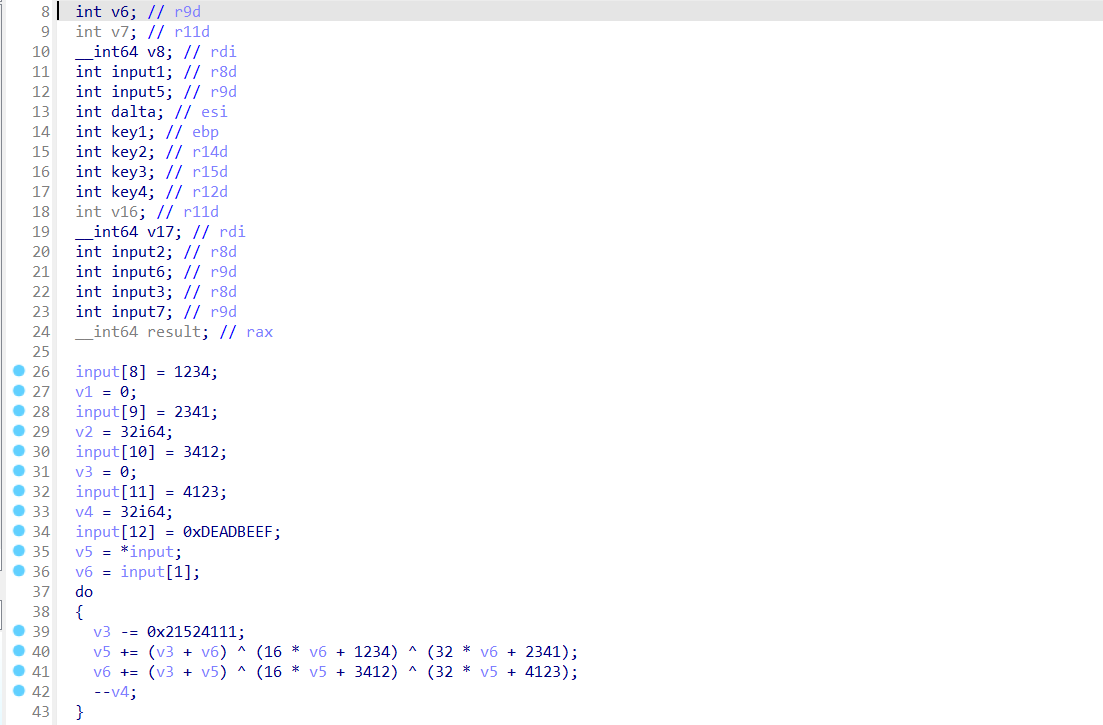 8 int v6; // r9d
9 int v7; // r11d
10 __int64 v8; // rdi
11 int input1; // r8d
12 int input5; // r9d
13 int dalta; // esi
14 int key1; // ebp
15 int key2; // r14d
16 int key3; // r15d
17 int key4; // r12d
18 int v16; // r11d
19 __int64 v17; // rdi
20 int input2; // r8d
21 int input6; // r9d
22 int input3; // r8d
23 int input7; // r9d
24 __int64 result; // rax
25
26 input[8] = 1234;
27 v1 = 0;
28 input[9] = 2341;
29 v2 = 32i64;
30 input[10] = 3412;
31 v3 = 0;
32 input[11] = 4123;
33 v4 = 32i64;
34 input[12] = 0xDEADBEEF;
35 v5 = *input;
36 v6 = input[1];
37 do
38 {
39 v3 -= 0x21524111;
40 v5 += (v3 + v6) ^ (16 * v6 + 1234) ^ (32 * v6 + 2341);
41 v6 += (v3 + v5) ^ (16 * v5 + 3412) ^ (32 * v5 + 4123);
42 --v4;
43 }